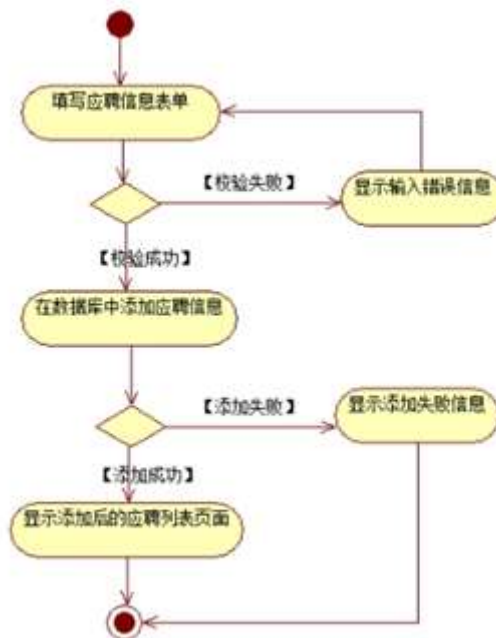 填写应聘信息表单
【校验失败】
显示输入错误信息
【校验成功】
在数据库中添加应聘信息
【添加失败】
显示添加失败信息
【添加成功】
显示添加后的应聘列表页面